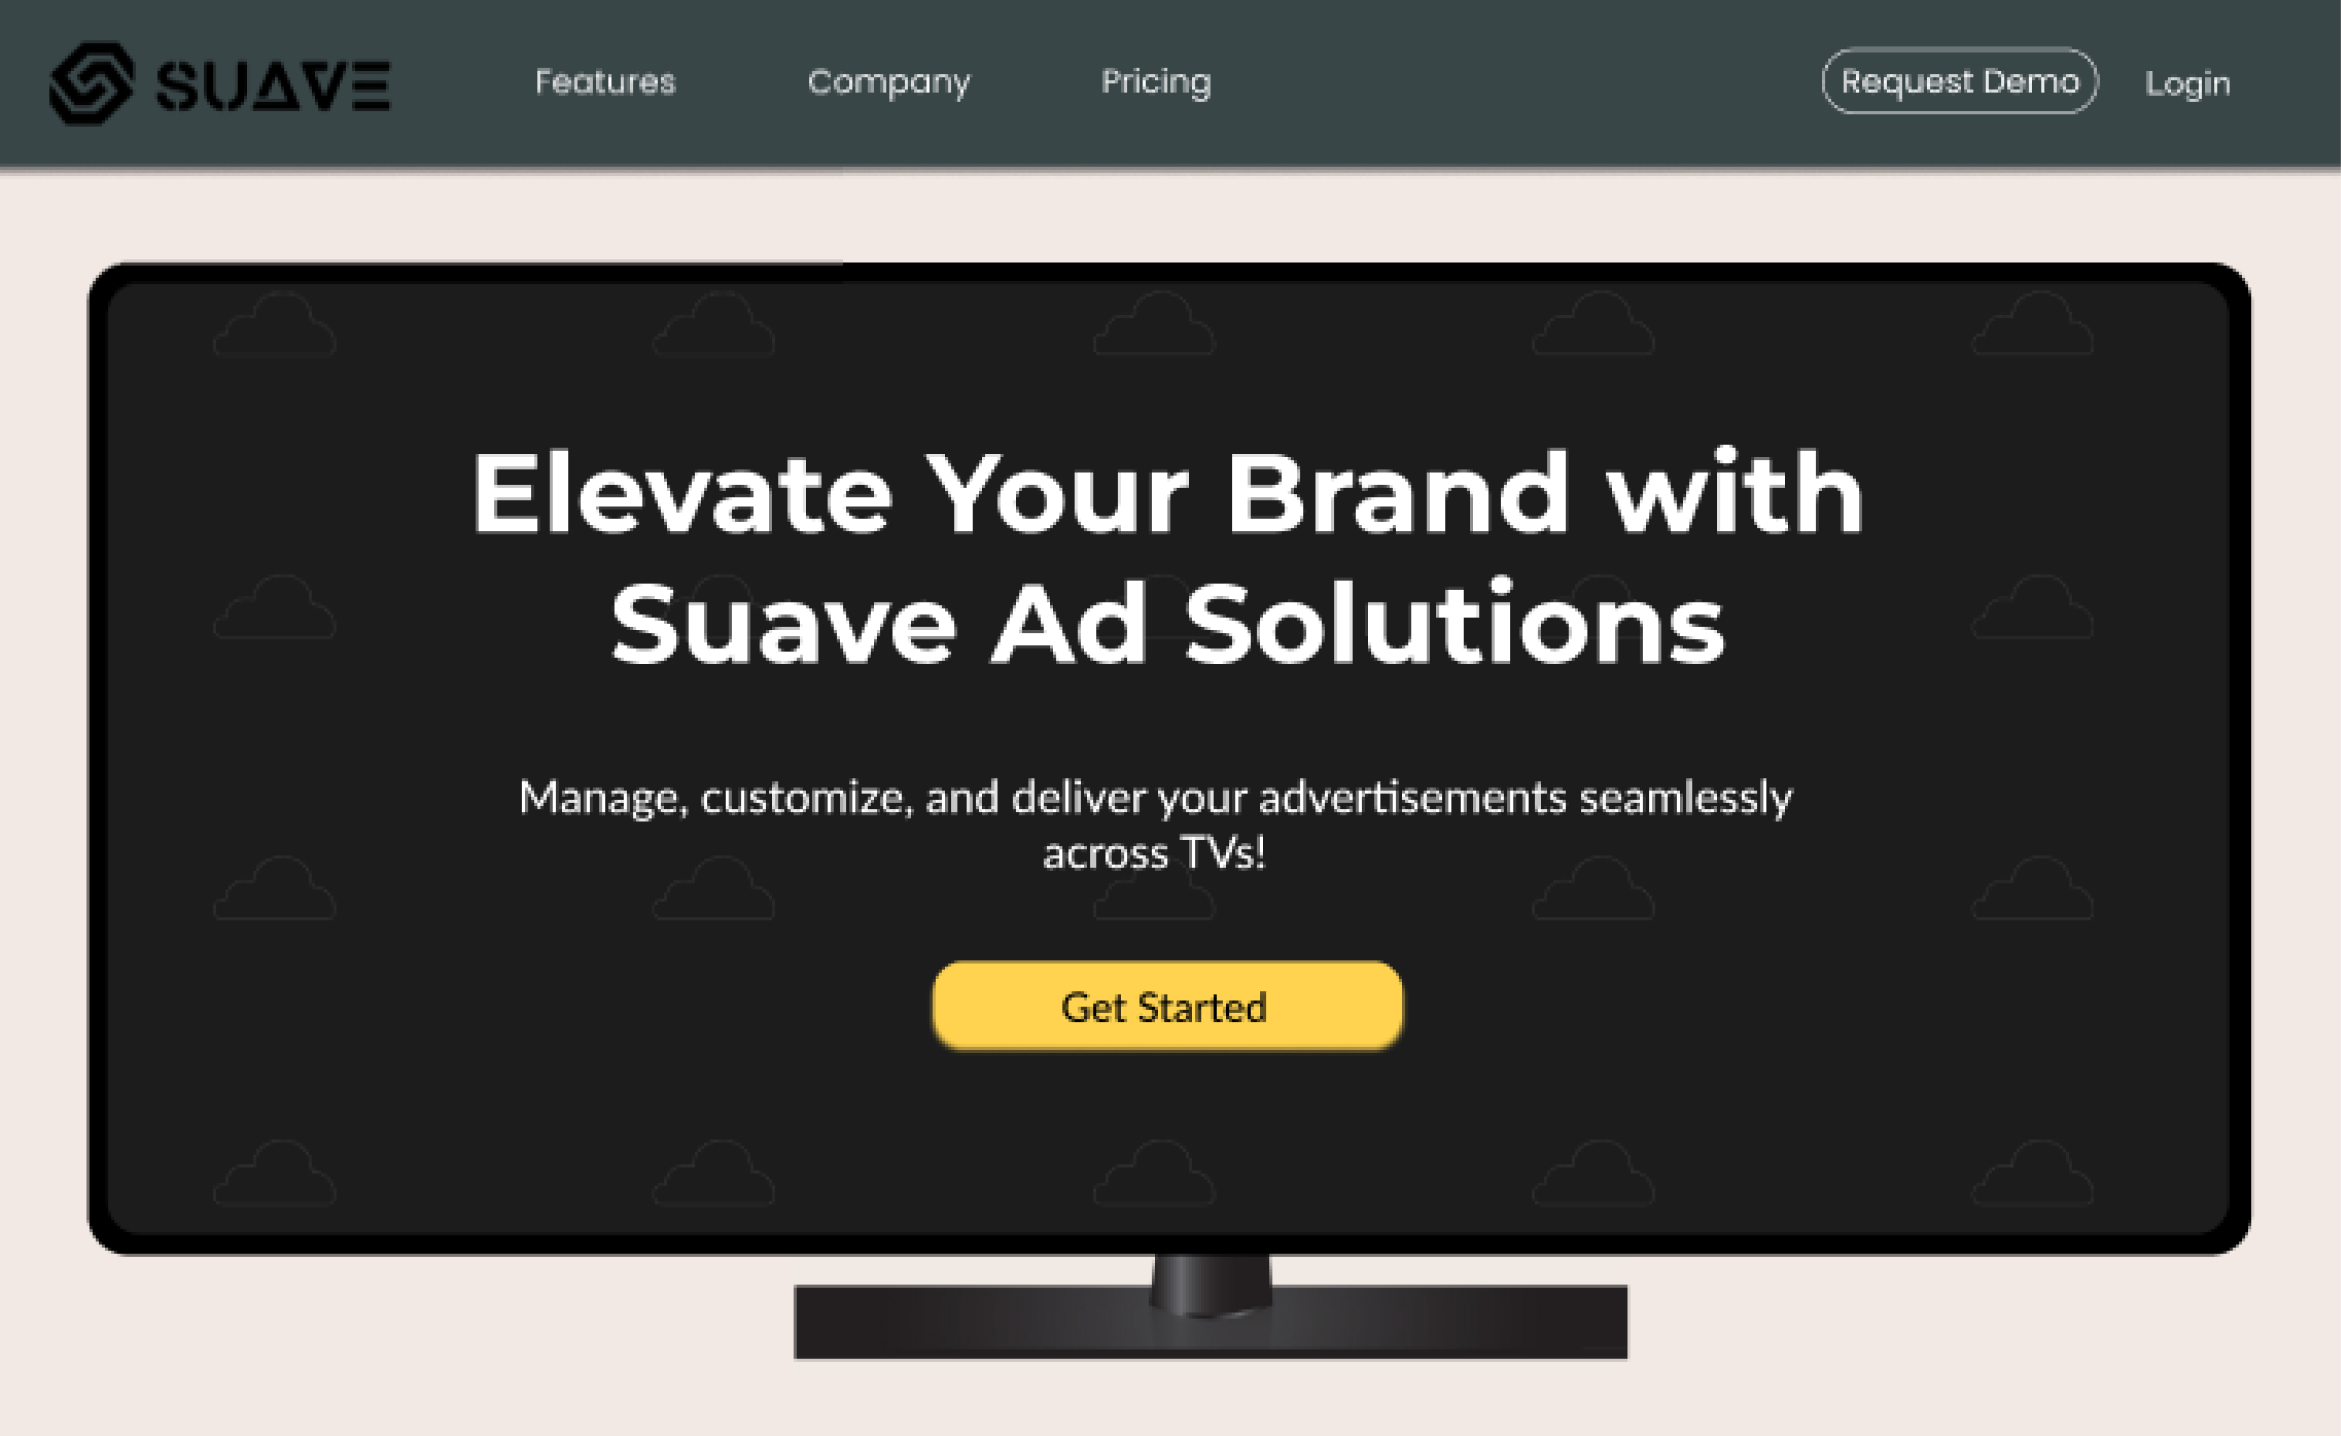 SUAVE
Features
Company
Pricing
Request Demo
Login
Elevate Your Brand with
Suave Ad Solutions
Manage, customize, and deliver your advertisements seamlessly
across TVs!
Get Started